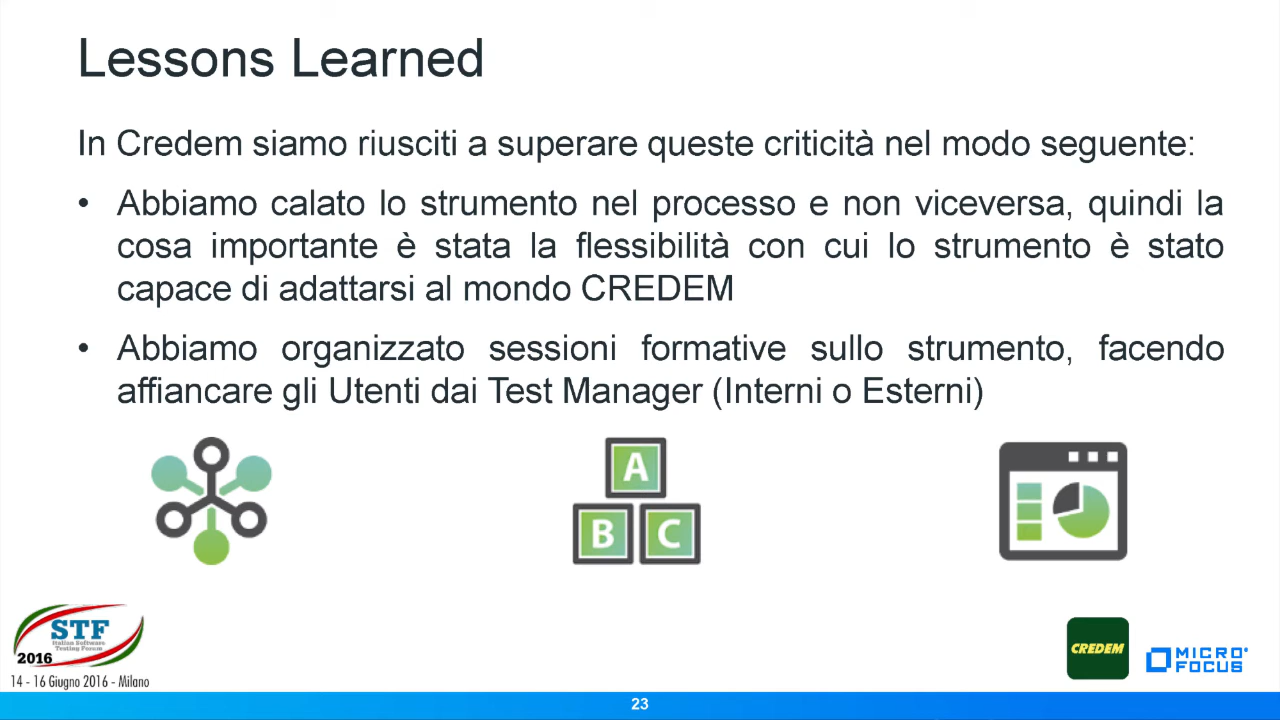 Lessons Learned
In Credem siamo riusciti a superare queste criticità nel modo seguente:
• Abbiamo calato lo strumento nel processo e non viceversa, quindi la
cosa importante è stata la flessibilità con cui lo strumento è stato
capace di adattarsi al mondo CREDEM
• Abbiamo organizzato sessioni formative sullo strumento, facendo
affiancare gli Utenti dai Test Manager (Interni o Esterni)
A
B C
STF
Italian Software
Testing Forum
2016
14 - 16 Giugno 2016 - Milano
CREDEM
MICRO
FOCUS
23